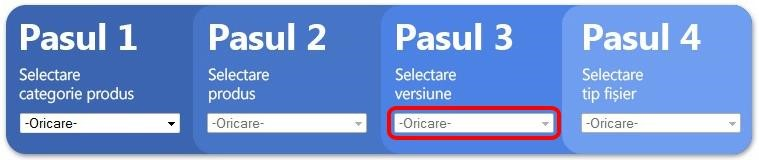 Pasul 1
Selectare
categorie produs
-Oricare-
Pasul 2
Selectare
produs
-Oricare-
Pasul 3
Selectare
versiune
-Oricare-
Pasul 4
Selectare
tip fișier
-Oricare-